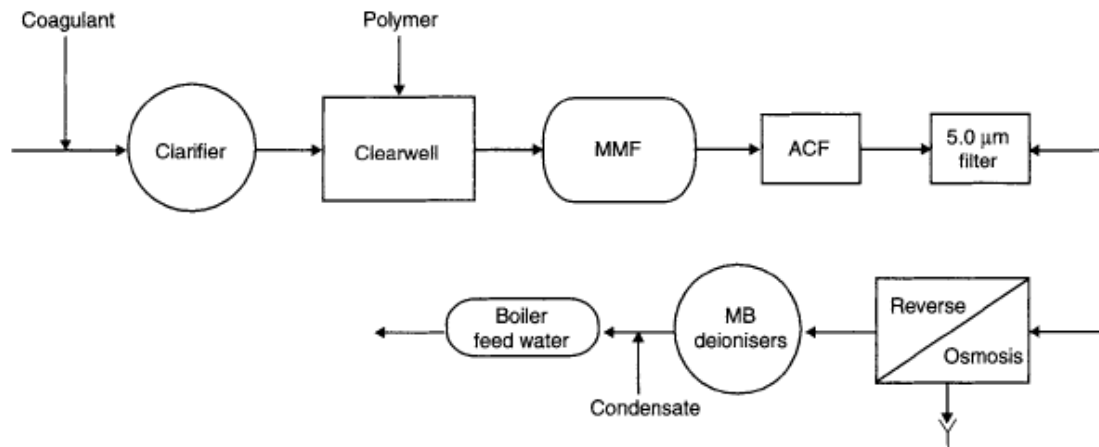 Coagulant
Polymer
Clarifier
Clearwell
MMF
ACF
5.0 μm
filter
Boiler
feed water
MB
deionisers
Reverse
Osmosis
Condensate